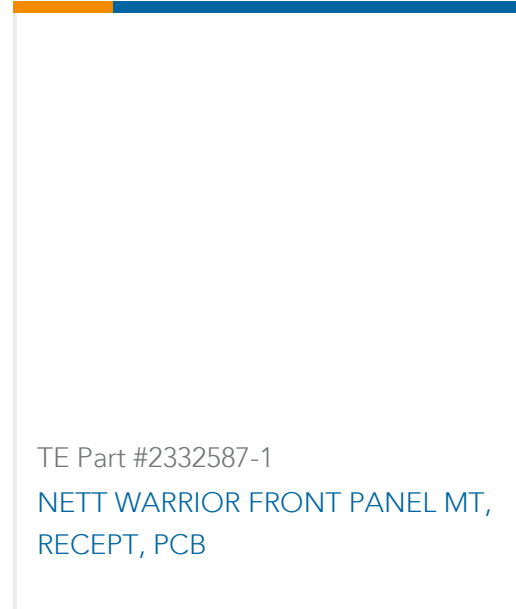 TE Part #2332587-1
NETT WARRIOR FRONT PANEL MT,
RECEPT, PCB